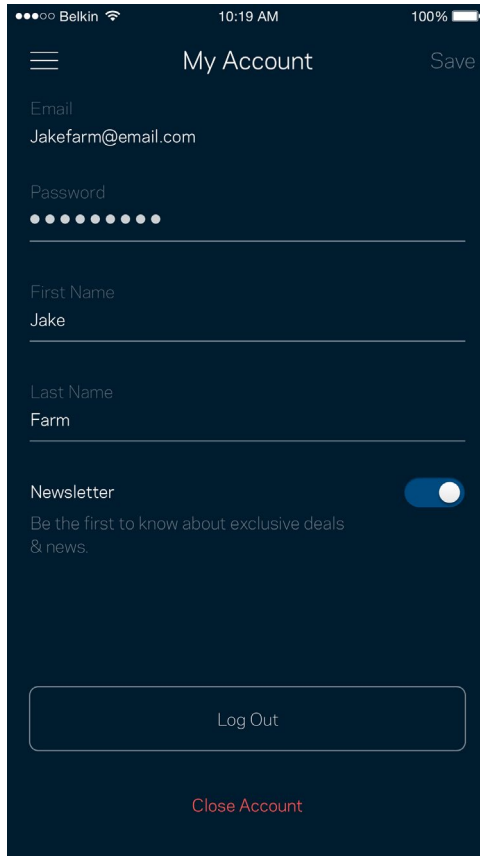 Belkin 10:19 AM 100%
My Account Save
Email
Jakefarm@email.com
Password
First Name
Jake
Last Name
Farm
Newsletter
Be the first to know about exclusive deals
& news.
Log Out
Close Account